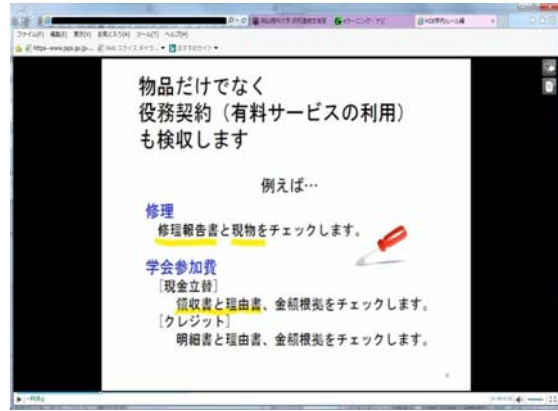 ファイル(F) 編集(E) 表示(V) お気に入り(A) ツール(T) ヘルプ(H)
物品だけでなく
役務契約（有料サービスの利用）
も検収します
例えば…
修理
修理報告書と現物をチェックします。
学会参加費
［現金立替］
領収書と理由書、金額根拠をチェックします。
［クレジット］
明細書と理由書、金額根拠をチェックします。